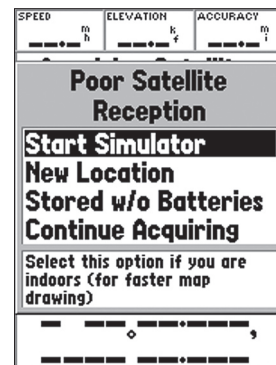 SPEED ELEVATION ACCURACY
m h k f m i
Poor Satellite
Reception
Start Simulator
New Location
Stored w/o Batteries
Continue Acquiring
Select this option if you are
indoors (for faster map
drawing)